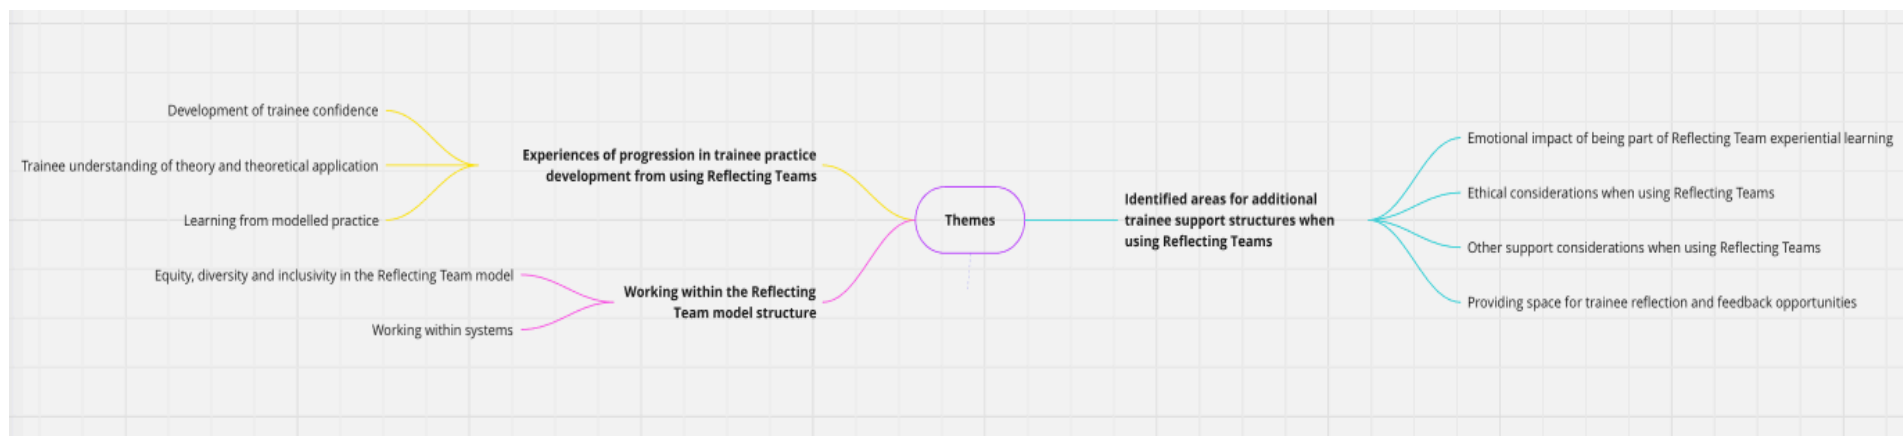 Development of trainee confidence
Trainee understanding of theory and theoretical application
Learning from modelled practice
Experiences of progression in trainee practice
development from using Reflecting Teams
Equity, diversity and inclusivity in the Reflecting Team model
Working within systems
Working within the Reflecting
Team model structure
Themes
Identified areas for additional
trainee support structures when
using Reflecting Teams
Emotional impact of being part of Reflecting Team experiential learning
Ethical considerations when using Reflecting Teams
Other support considerations when using Reflecting Teams
Providing space for trainee reflection and feedback opportunities